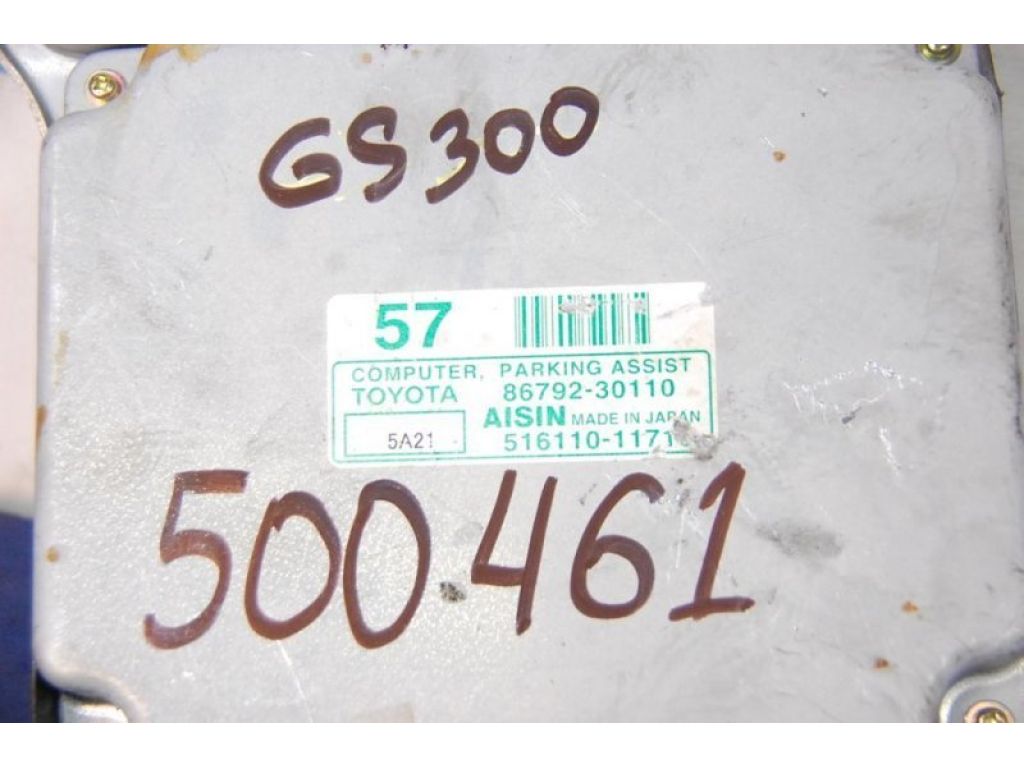 GS300
57
COMPUTER, PARKING ASSIST
TOYOTA 86792-30110
5A21 AISIN MADE IN JAPAN
500461